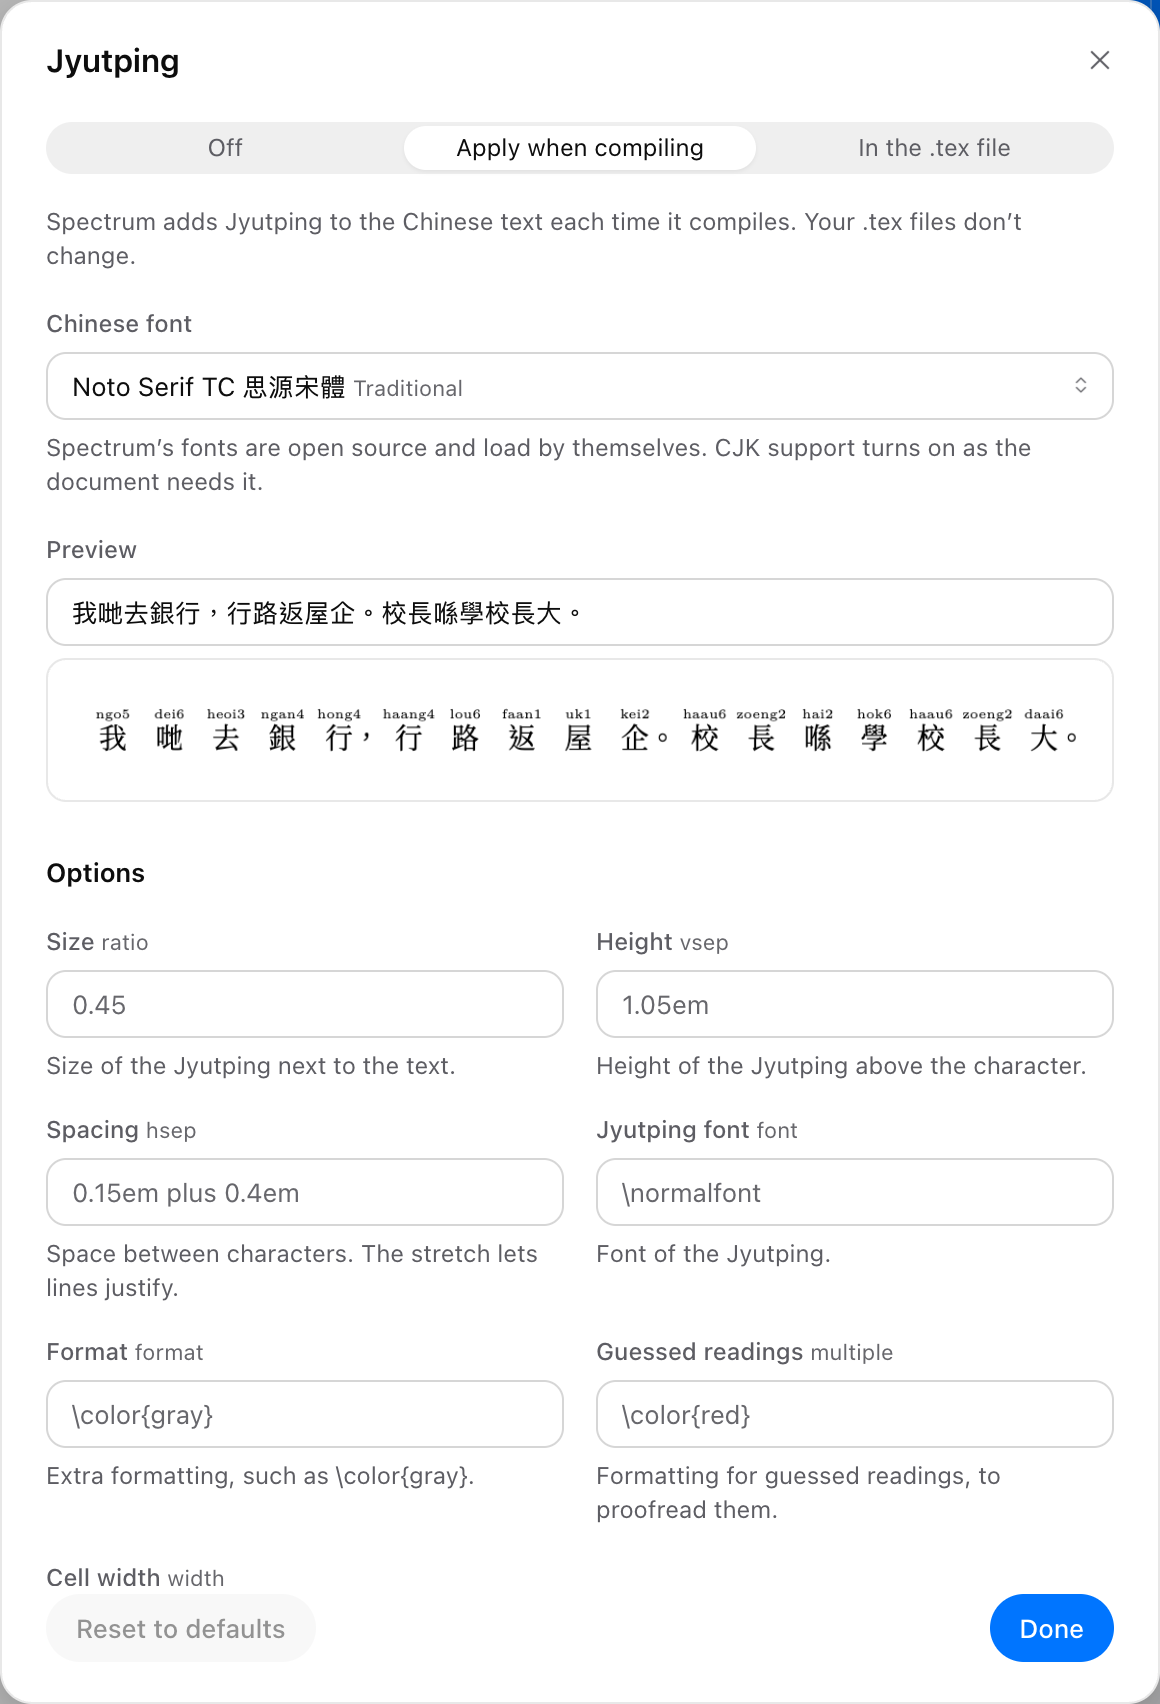 Jyutping
Off
Apply when compiling
In the .tex file
Spectrum adds Jyutping to the Chinese text each time it compiles. Your .tex files don’t
change.
Chinese font
Noto Serif TC 思源宋體 Traditional
Spectrum’s fonts are open source and load by themselves. CJK support turns on as the
document needs it.
Preview
我哋去銀行，行路返屋企。校長喺學校長大。
ngo5 dei6 heoi3 ngan4 hong4 haang4 lou6 faan1 uk1 kei2 haau6 zoeng2 hai2 hok6 haau6 zoeng2 daai6
我 哋 去 銀 行， 行 路 返 屋 企。 校 長 喺 學 校 長 大。
Options
Size ratio
Height vsep
0.45
1.05em
Size of the Jyutping next to the text.
Height of the Jyutping above the character.
Spacing hsep
Jyutping font font
0.15em plus 0.4em
\normalfont
Space between characters. The stretch lets
lines justify.
Font of the Jyutping.
Format format
Guessed readings multiple
\color{gray}
\color{red}
Extra formatting, such as \color{gray}.
Formatting for guessed readings, to
proofread them.
Cell width width
Reset to defaults
Done